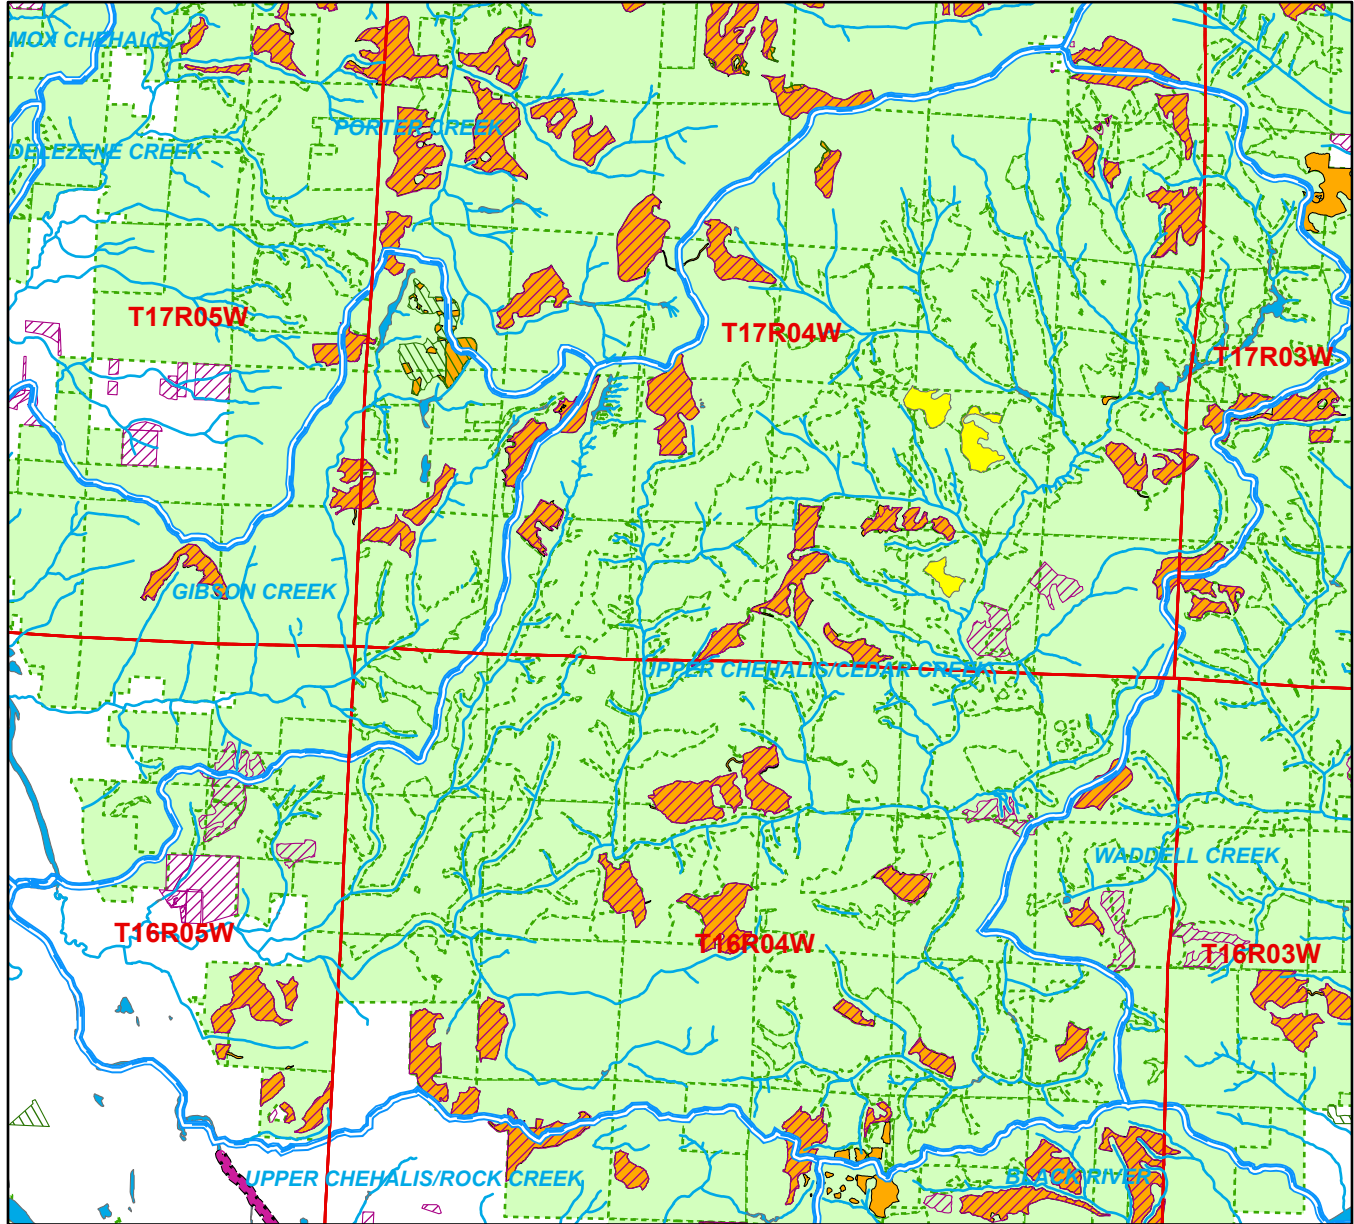 MOX CHEHALIS
PORTER CREEK
DELEZENE CREEK
T17R05W
T17R04W
T17R03W
GIBSON CREEK
UPPER CHEHALIS/CEDAR CREEK
WADDELL CREEK
T16R05W
T16R04W
T16R03W
UPPER CHEHALIS/ROCK CREEK
BLACK RIVER